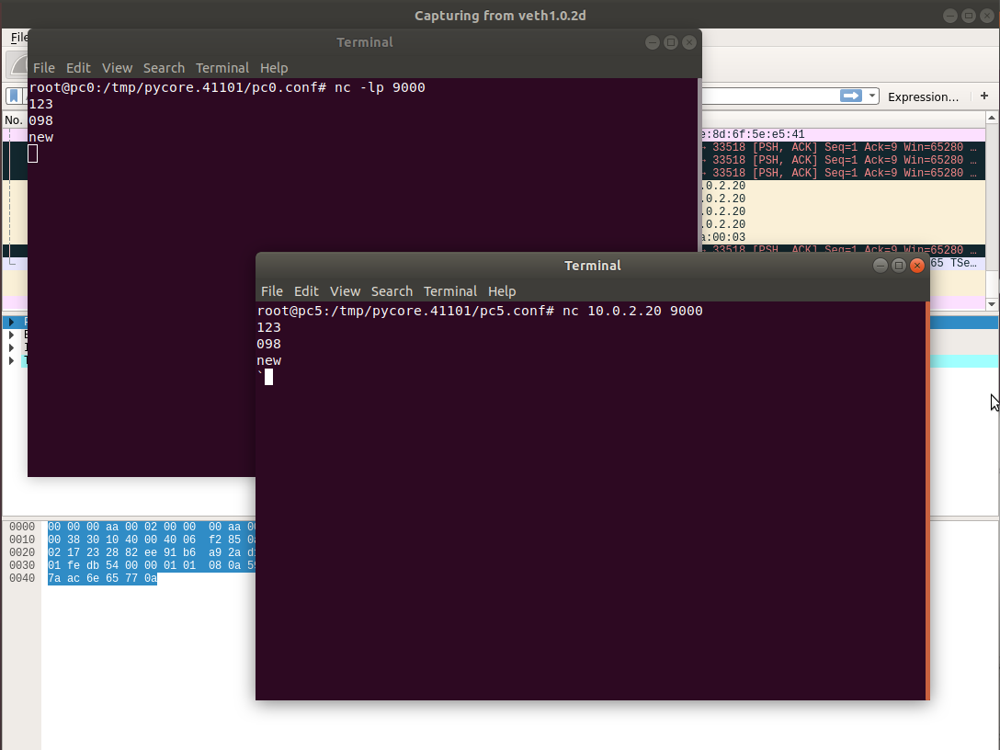 Capturing from veth1.0.2d
File
Terminal
File Edit View Search Terminal Help
root@pc0:/tmp/pycore.41101/pc0.conf# nc -lp 9000
123
098
new
Expression… +
No.
e:8d:6f:5e:e5:41
33518 [PSH, ACK] Seq=1 Ack=9 Win=65280 …
33518 [PSH, ACK] Seq=1 Ack=9 Win=65280 …
33518 [PSH, ACK] Seq=1 Ack=9 Win=65280 …
.0.2.20
.0.2.20
.0.2.20
.0.2.20
a:00:03
33518 [PSH, ACK] Seq=1 Ack=9 Win=65280 …
65 TSe…
Terminal
File Edit View Search Terminal Help
root@pc5:/tmp/pycore.41101/pc5.conf# nc 10.0.2.20 9000
123
098
new
`
0000 00 00 00 aa 00 02 00 00 00 aa
0010 00 38 30 10 40 00 40 06 f2 85
0020 02 17 23 28 82 ee 91 b6 a9 2a
0030 01 fe db 54 00 00 01 01 08 0a
0040 7a ac 6e 65 77 0a